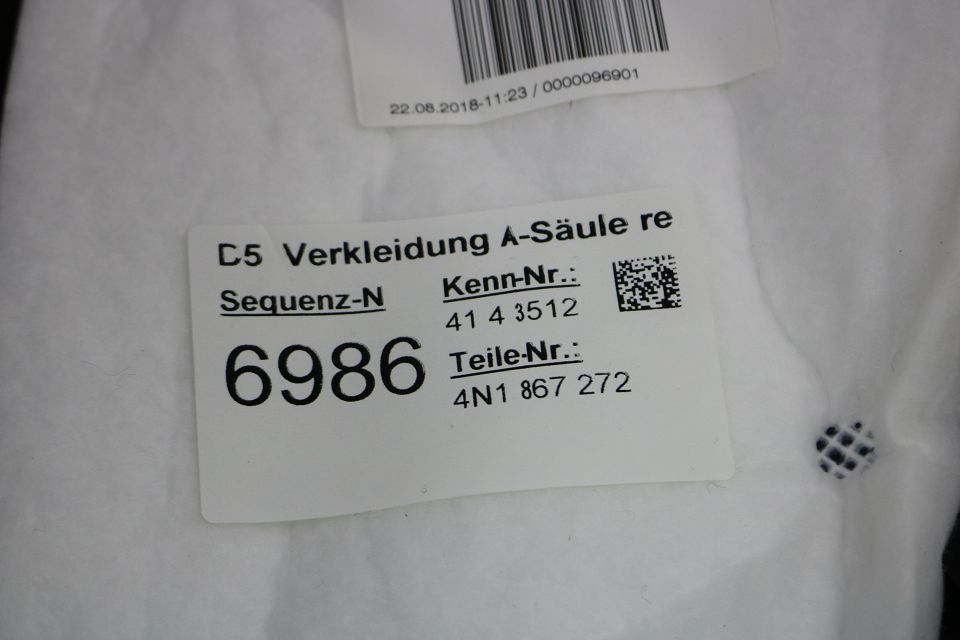 22.08.2018-11:23 / 0000096901
D5 Verkleidung A-Säule re
Sequenz-N
Kenn-Nr.:
41 4 3512
6986
Teile-Nr.:
4N1 867 272